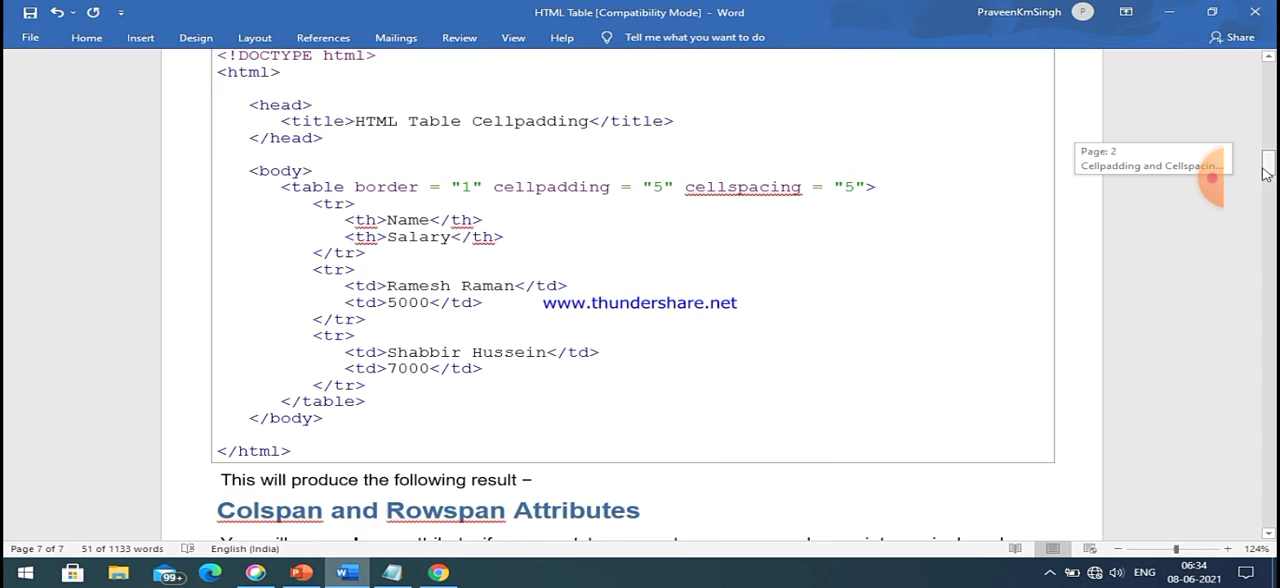 HTML Table [Compatibility Mode] - Word
PraveenKmSingh P
File Home Insert Design Layout References Mailings Review View Help Tell me what you want to do Share
<!DOCTYPE html>
<html>
<head>
<title>HTML Table Cellpadding</title>
</head>
<body>
<table border = "1" cellpadding = "5" cellspacing = "5">
<tr>
<th>Name</th>
<th>Salary</th>
</tr>
<tr>
<td>Ramesh Raman</td>
<td>5000</td>
</tr>
<tr>
<td>Shabbir Hussein</td>
<td>7000</td>
</tr>
</table>
</body>
</html>
www.thundershare.net
Page: 2
Cellpadding and Cellspacin...
This will produce the following result –
Colspan and Rowspan Attributes
Page 7 of 7 51 of 1133 words English (India) 124%
99+
ENG
06:34
08-06-2021